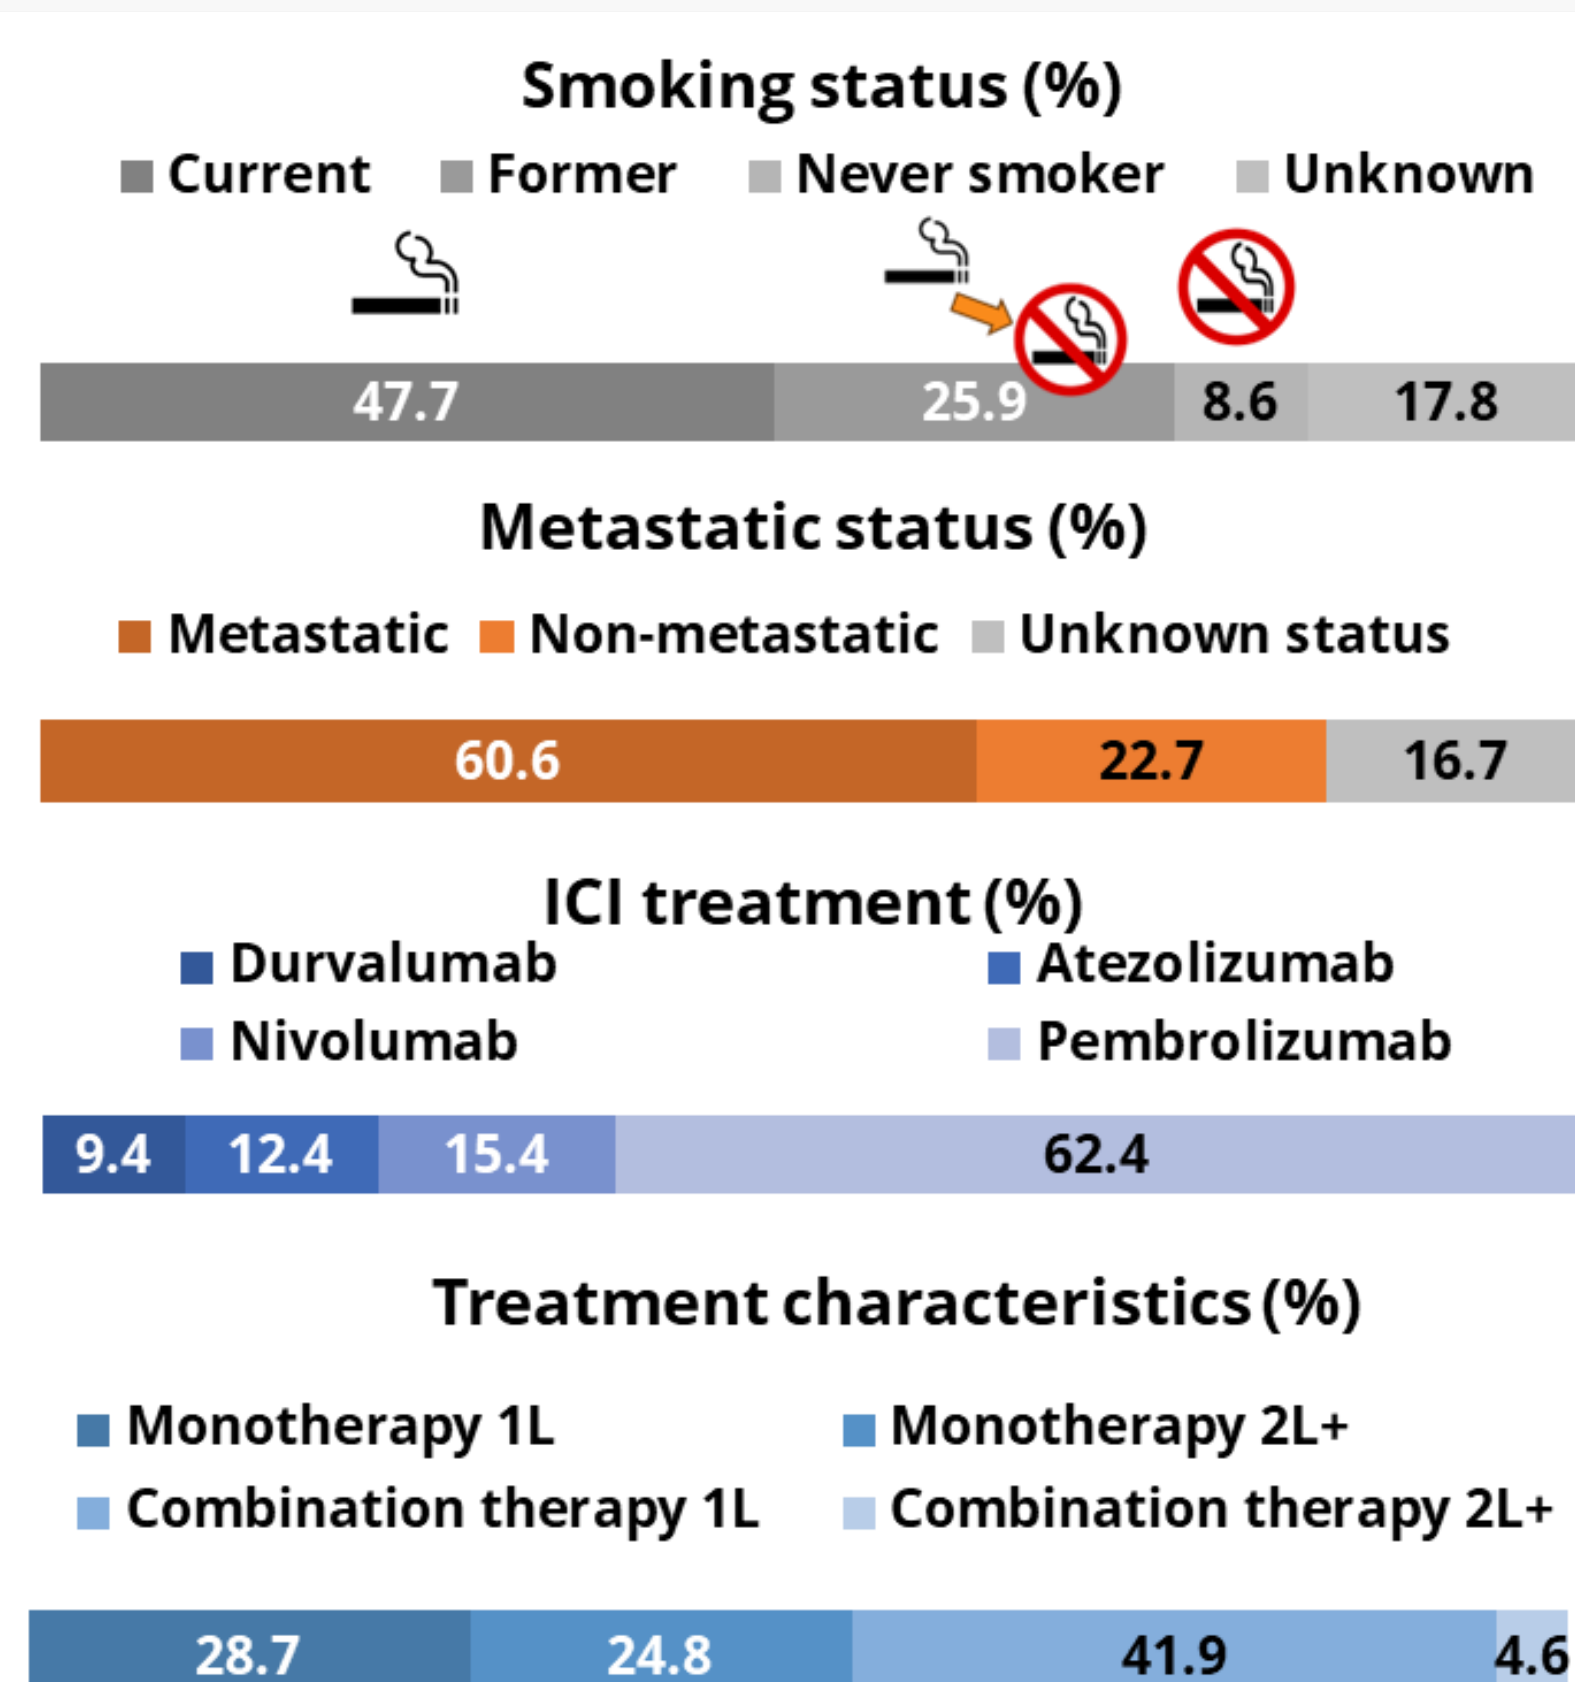 Smoking status (%)
Current Former Never smoker Unknown
47.7 25.9 8.6 17.8
Metastatic status (%)
Metastatic Non-metastatic Unknown status
60.6 22.7 16.7
ICI treatment (%)
Durvalumab Atezolizumab
Nivolumab Pembrolizumab
9.4 12.4 15.4 62.4
Treatment characteristics (%)
Monotherapy 1L Monotherapy 2L+
Combination therapy 1L Combination therapy 2L+
28.7 24.8 41.9 4.6